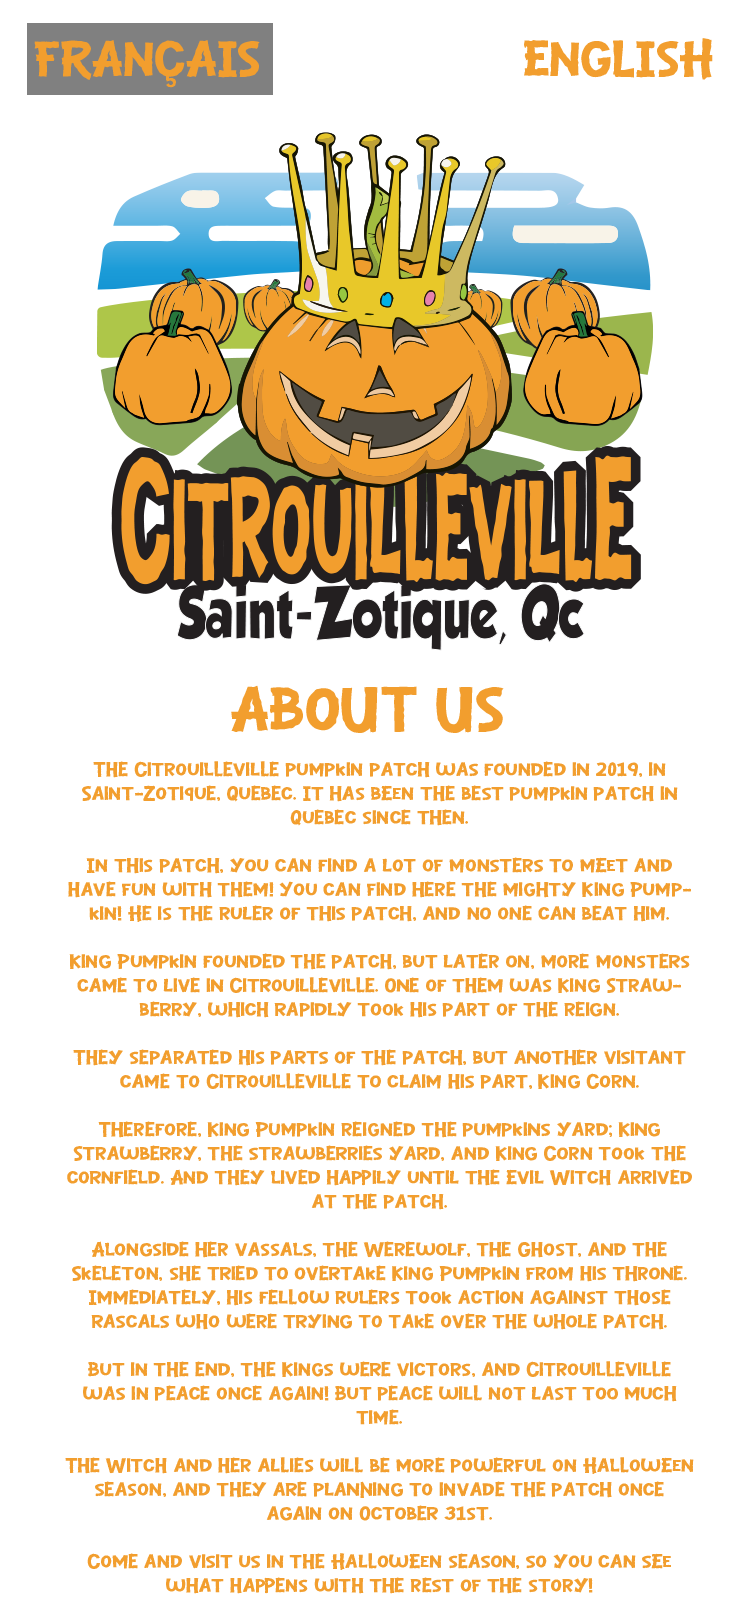 FRANÇAIS
ENGLISH
CITROUILLEVILLE
Saint-Zotique, Qc
ABOUT US
The Citrouilleville pumpkin patch was founded in 2019, in
Saint-Zotique, Quebec. It has been the best pumpkin patch in
Quebec since then.
In this patch, you can find a lot of monsters to meet and
have fun with them! You can find here the mighty King Pump-
kin! He is the ruler of this patch, and no one can beat him.
King Pumpkin founded the patch, but later on, more monsters
came to live in Citrouilleville. One of them was King Straw-
berry, which rapidly took his part of the reign.
They separated his parts of the patch, but another visitant
came to Citrouilleville to claim his part, King Corn.
Therefore, King Pumpkin reigned the pumpkins yard; King
Strawberry, the strawberries yard, and King Corn took the
cornfield. And they lived happily until the Evil Witch arrived
at the patch.
Alongside her vassals, the Werewolf, the Ghost, and the
Skeleton, she tried to overtake King Pumpkin from his throne.
Immediately, his fellow rulers took action against those
rascals who were trying to take over the whole patch.
But in the end, the Kings were victors, and Citrouilleville
was in peace once again! But peace will not last too much
time.
The Witch and her allies will be more powerful on Halloween
season, and they are planning to invade the patch once
again on October 31st.
Come and visit us in the Halloween season, so you can see
what happens with the rest of the story!